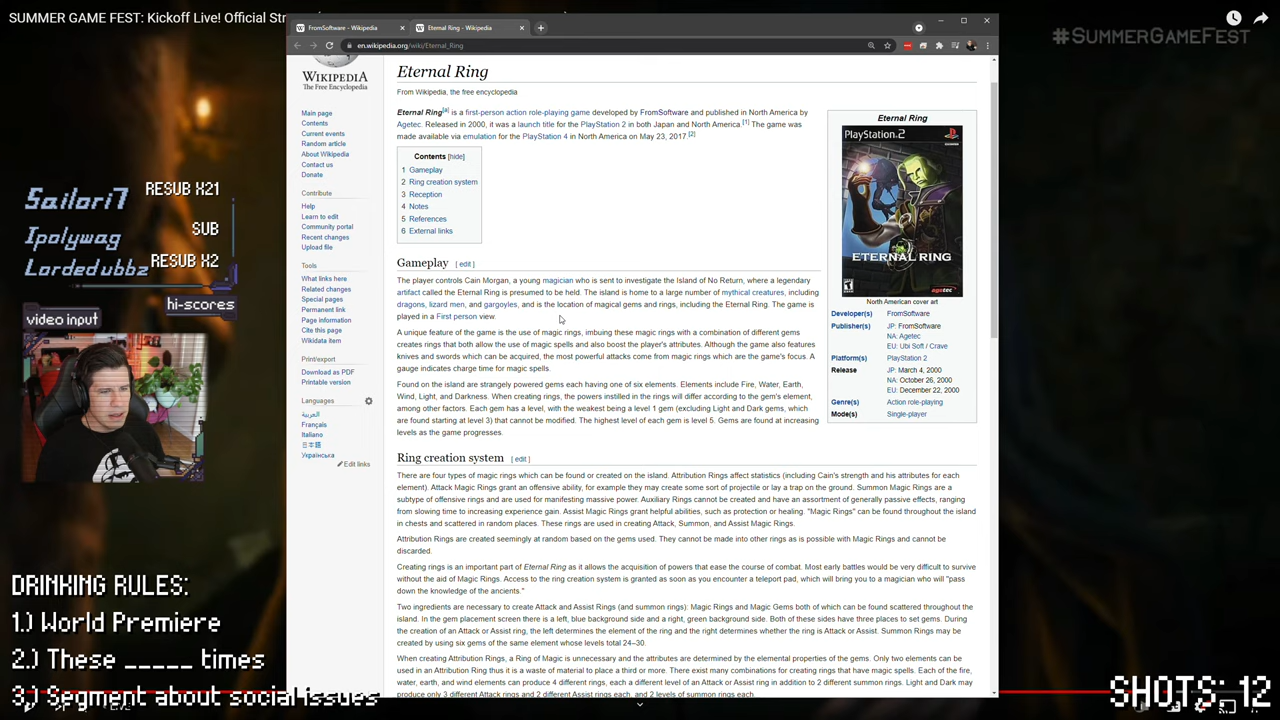 SUMMER GAME FEST: Kickoff Live! Official Str
#SUMMERGAMEFEST
FromSoftware - Wikipedia
Eternal Ring - Wikipedia
en.wikipedia.org/wiki/Eternal_Ring
WIKIPEDIA
The Free Encyclopedia
Main page
Contents
Current events
Random article
About Wikipedia
Contact us
Donate
Contribute
Help
Learn to edit
Community portal
Recent changes
Upload file
Tools
What links here
Related changes
Special pages
Permanent link
Page information
Cite this page
Wikidata item
Print/export
Download as PDF
Printable version
Languages
العربية
Français
Italiano
日本語
Українська
Edit links
Eternal Ring
From Wikipedia, the free encyclopedia
Eternal Ring[a] is a first-person action role-playing game developed by FromSoftware and published in North America by
Agetec. Released in 2000, it was a launch title for the PlayStation 2 in both Japan and North America.[1] The game was
made available via emulation for the PlayStation 4 in North America on May 23, 2017.[2]
Contents [hide]
1 Gameplay
2 Ring creation system
3 Reception
4 Notes
5 References
6 External links
Gameplay [ edit ]
The player controls Cain Morgan, a young magician who is sent to investigate the Island of No Return, where a legendary
artifact called the Eternal Ring is presumed to be held. The island is home to a large number of mythical creatures, including
dragons, lizard men, and gargoyles, and is the location of magical gems and rings, including the Eternal Ring. The game is
played in a First person view.
A unique feature of the game is the use of magic rings, imbuing these magic rings with a combination of different gems
creates rings that both allow the use of magic spells and also boost the player's attributes. Although the game also features
knives and swords which can be acquired, the most powerful attacks come from magic rings which are the game's focus. A
gauge indicates charge time for magic spells.
Found on the island are strangely powered gems each having one of six elements. Elements include Fire, Water, Earth,
Wind, Light, and Darkness. When creating rings, the powers instilled in the rings will differ according to the gem's element,
among other factors. Each gem has a level, with the weakest being a level 1 gem (excluding Light and Dark gems, which
are found starting at level 3) that cannot be modified. The highest level of each gem is level 5. Gems are found at increasing
levels as the game progresses.
Ring creation system [ edit ]
There are four types of magic rings which can be found or created on the island. Attribution Rings affect statistics (including Cain's strength and his attributes for each
element). Attack Magic Rings grant an offensive ability, for example they may create some sort of projectile or lay a trap on the ground. Summon Magic Rings are a
subtype of offensive rings and are used for manifesting massive power. Auxiliary Rings cannot be created and have an assortment of generally passive effects, ranging
from slowing time to increasing experience gain. Assist Magic Rings grant helpful abilities, such as protection or healing. "Magic Rings" can be found throughout the island
in chests and scattered in random places. These rings are used in creating Attack, Summon, and Assist Magic Rings.
Attribution Rings are created seemingly at random based on the gems used. They cannot be made into other rings as is possible with Magic Rings and cannot be
discarded.
Creating rings is an important part of Eternal Ring as it allows the acquisition of powers that ease the course of combat. Most early battles would be very difficult to survive
without the aid of Magic Rings. Access to the ring creation system is granted as soon as you encounter a teleport pad, which will bring you to a magician who will "pass
down the knowledge of the ancients."
Two ingredients are necessary to create Attack and Assist Rings (and summon rings): Magic Rings and Magic Gems both of which can be found scattered throughout the
island. In the gem placement screen there is a left, blue background side and a right, green background side. Both of these sides have three places to set gems. During
the creation of an Attack or Assist ring, the left determines the element of the ring and the right determines whether the ring is Attack or Assist. Summon Rings may be
created by using six gems of the same element whose levels total 24–30.
When creating Attribution Rings, a Ring of Magic is unnecessary and the attributes are determined by the elemental properties of the gems. Only two elements can be
used in an Attribution Ring thus it is a waste of material to place a third or more. There exist many combinations for creating rings that have magic spells. Each of the fire,
water, earth, and wind elements can produce 4 different rings, each a different level of an Attack or Assist ring in addition to 2 different summon rings. Light and Dark may
produce only 3 different Attack rings and 2 different Assist rings each, and 2 levels of summon rings each.
Eternal Ring
PlayStation.2
ETERNAL RING
agetec
North American cover art
Developer(s) FromSoftware
Publisher(s) JP: FromSoftware
NA: Agetec
EU: Ubi Soft / Crave
Platform(s) PlayStation 2
Release JP: March 4, 2000
NA: October 26, 2000
EU: December 22, 2000
Genre(s) Action role-playing
Mode(s) Single-player
Sailori7 RESUB X21
SUB
Lordedubbz RESUB X2
hi-scores
video input
DRINKING RULES:
1.) World Premiere
2.) These _____ times
3.) Segment about social issues
SHOTS: 12